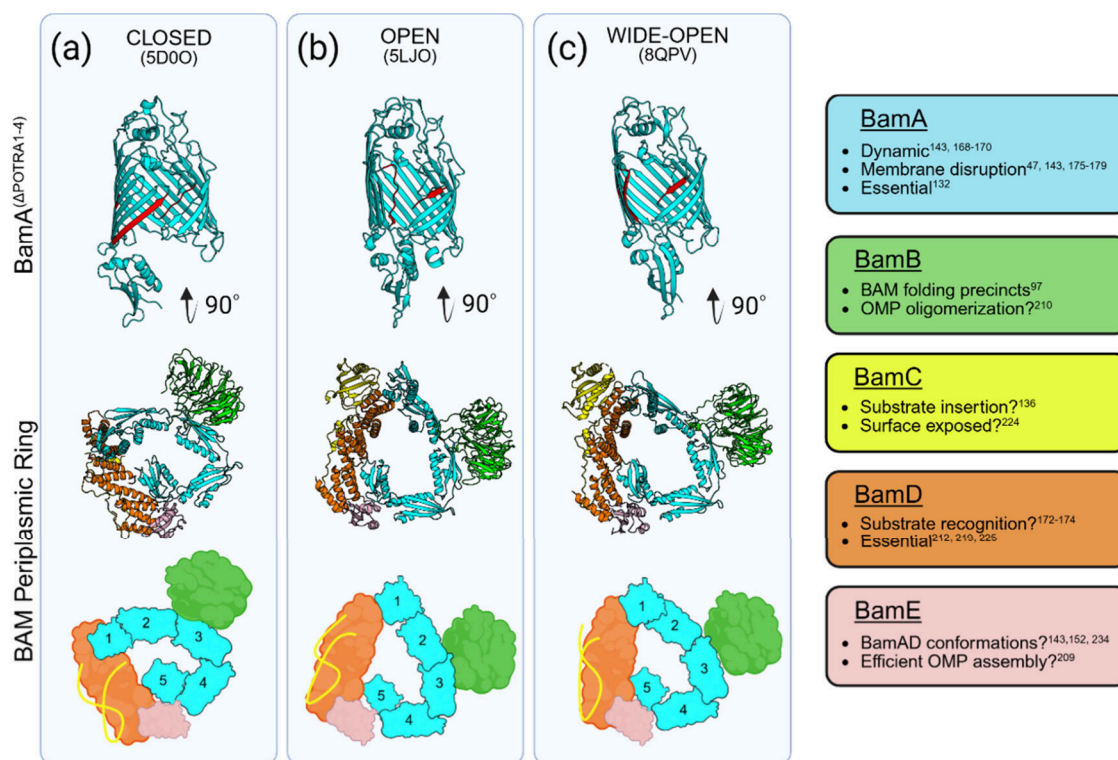 (a)
CLOSED
(5D0O)
(b)
OPEN
(5LJO)
(c)
WIDE-OPEN
(8QPV)
BamA(ΔPOTRA1-4)
90°
90°
90°
BAM Periplasmic Ring
1
2
3
4
5
1
2
3
4
5
1
2
3
4
5
BamA
• Dynamic143, 168-170
• Membrane disruption47, 143, 175-179
• Essential132
BamB
• BAM folding precincts97
• OMP oligomerization?210
BamC
• Substrate insertion?136
• Surface exposed?224
BamD
• Substrate recognition?172-174
• Essential212, 219, 225
BamE
• BamAD conformations?143,152, 234
• Efficient OMP assembly?209